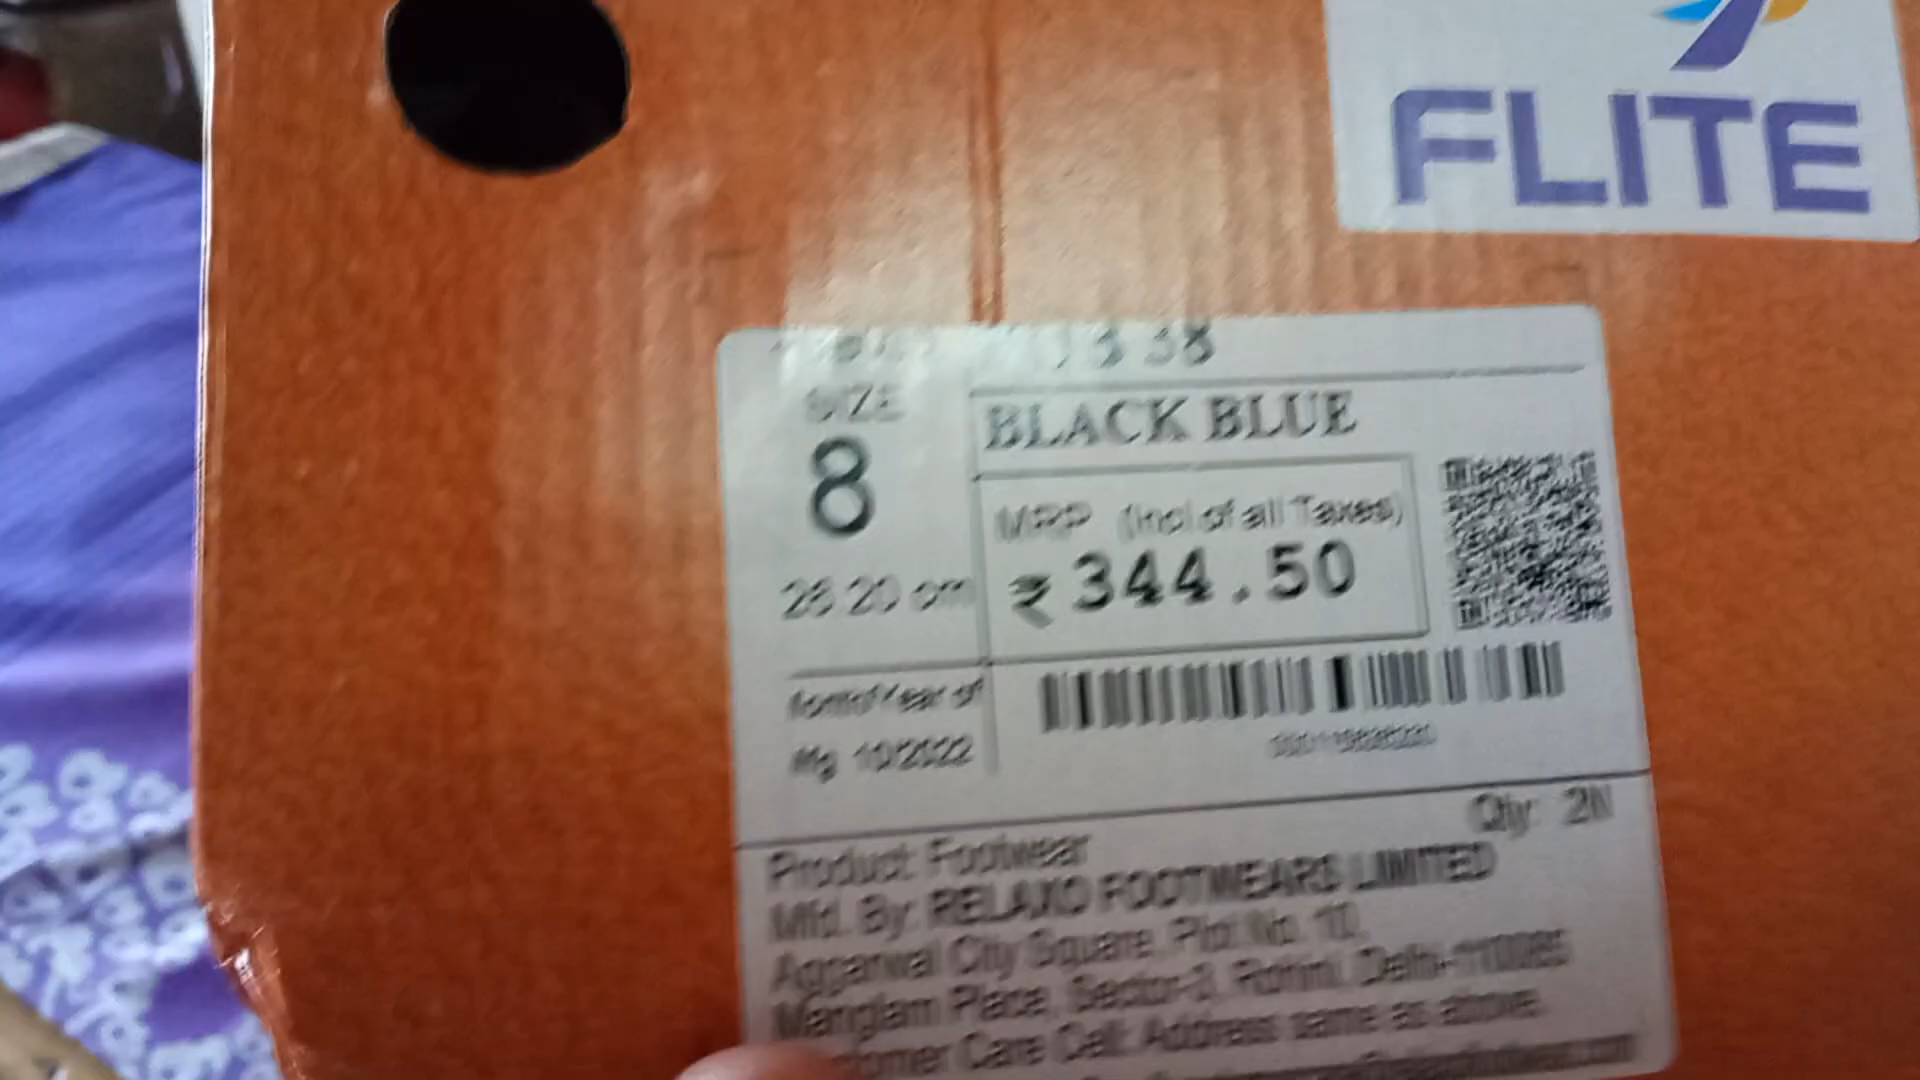 FLITE
SIZE
BLACK BLUE
8
MRP (Incl of all Taxes)
₹344.50
26.20 cm
Month/Year of
Mfg 10/2022
Qty: 2N
Product: Footwear
Mfd. By: RELAXO FOOTWEARS LIMITED
Aggarwal City Square, Plot No. 10,
Manglam Place, Sector-3, Rohini, Delhi-110085
Care Cell: Address same as above